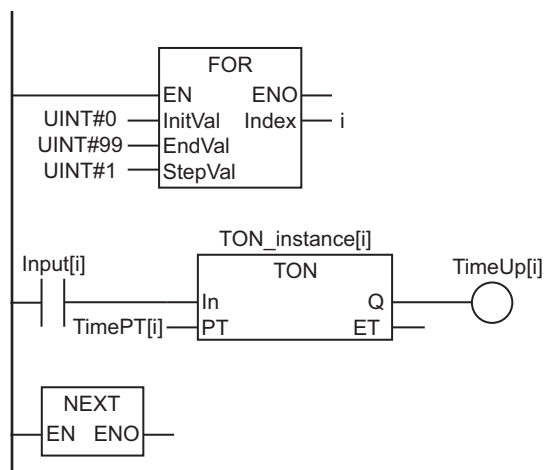 FOR
EN ENO
UINT#0 InitVal Index i
UINT#99 EndVal
UINT#1 StepVal
TON_instance[i]
Input[i] TON TimeUp[i]
In Q
TimePT[i] PT ET
NEXT
EN ENO